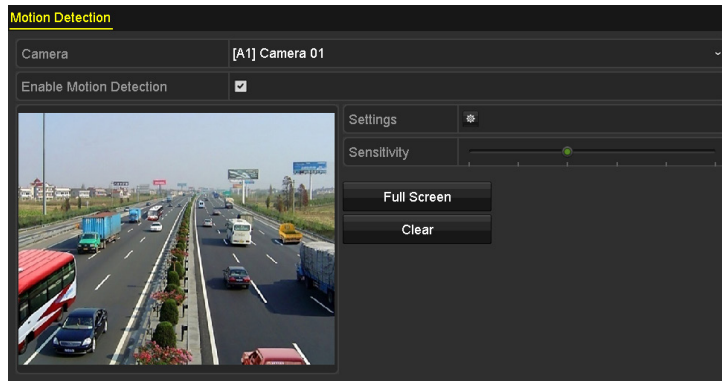 Motion Detection
Camera [A1] Camera 01
Enable Motion Detection
Settings
Sensitivity
Full Screen
Clear